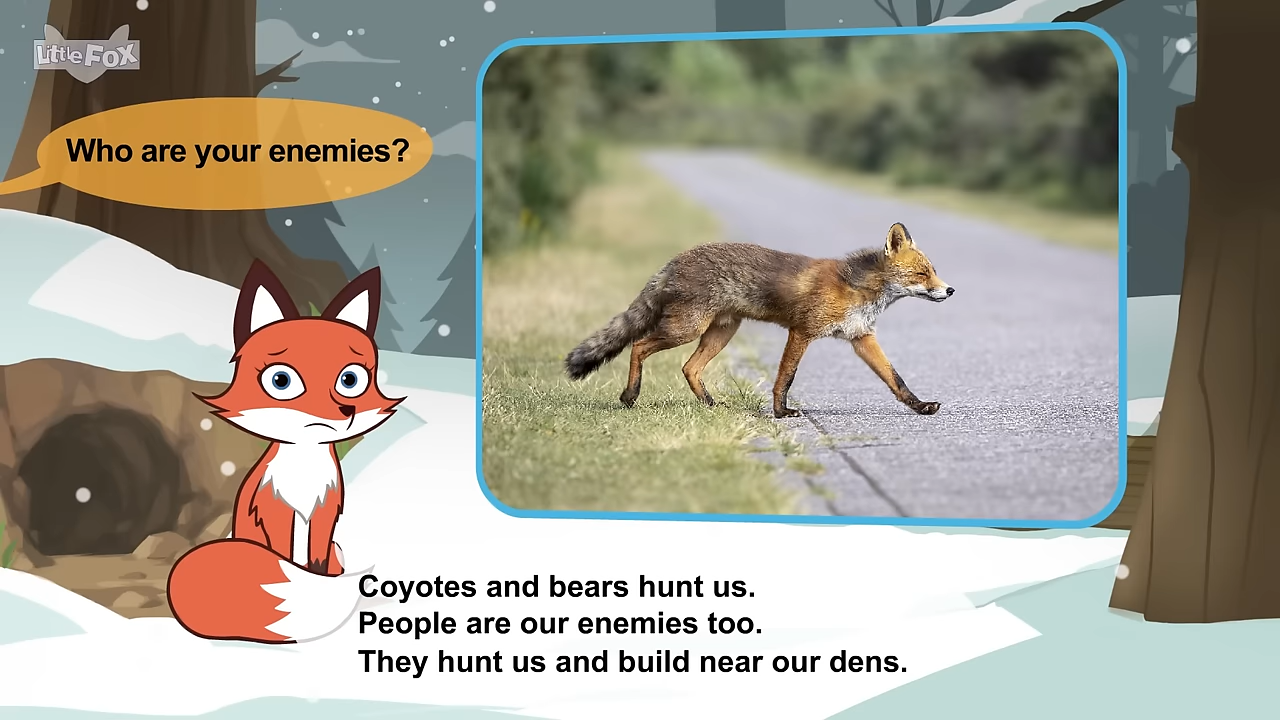 Little Fox
Who are your enemies?
Coyotes and bears hunt us.
People are our enemies too.
They hunt us and build near our dens.